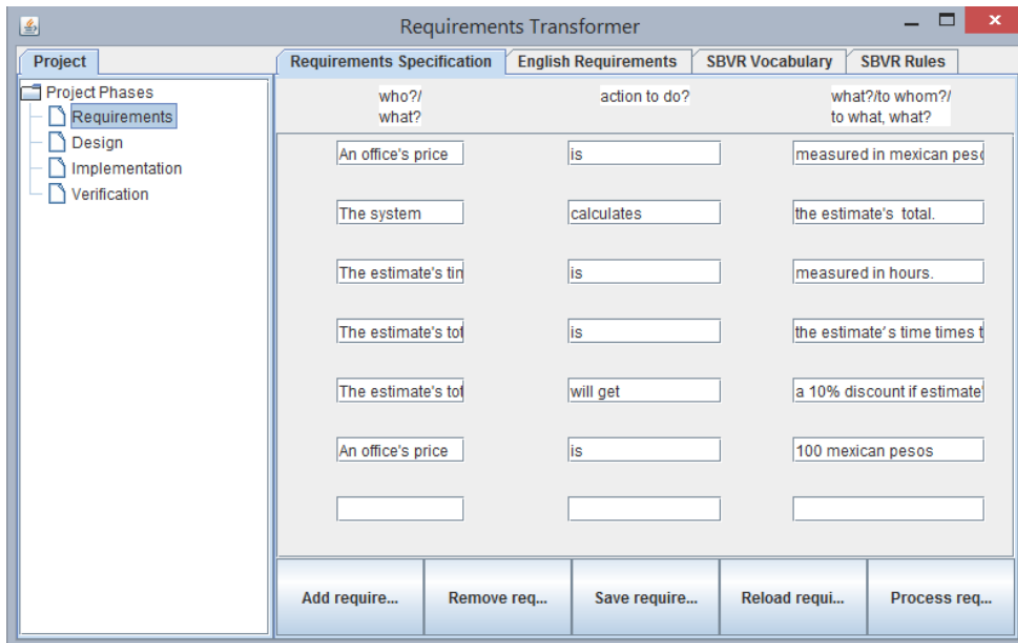 Requirements Transformer
Project
Requirements Specification English Requirements SBVR Vocabulary SBVR Rules
Project Phases
Requirements
Design
Implementation
Verification
who?/ action to do? what?/to whom?/
what? to what, what?
An office's price is measured in mexican peso
The system calculates the estimate's total.
The estimate's tim is measured in hours.
The estimate's tot is the estimate's time times t
The estimate's tot will get a 10% discount if estimate'
An office's price is 100 mexican pesos
Add require... Remove req... Save require... Reload requi... Process req...